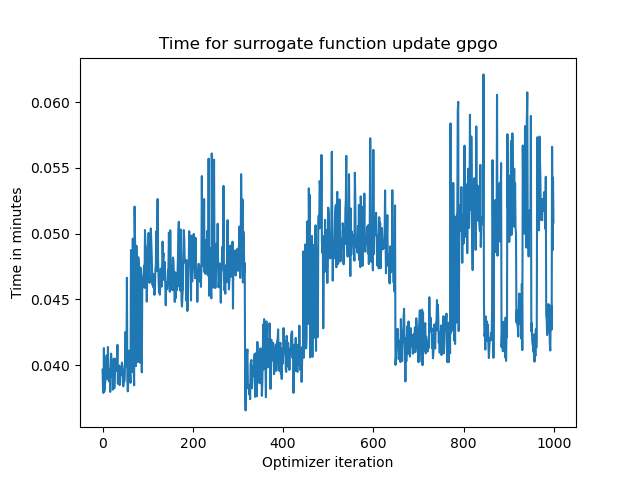 Time for surrogate function update gpgo
0.060
0.055
0.050
0.045
0.040
Time in minutes
0 200 400 600 800 1000
Optimizer iteration